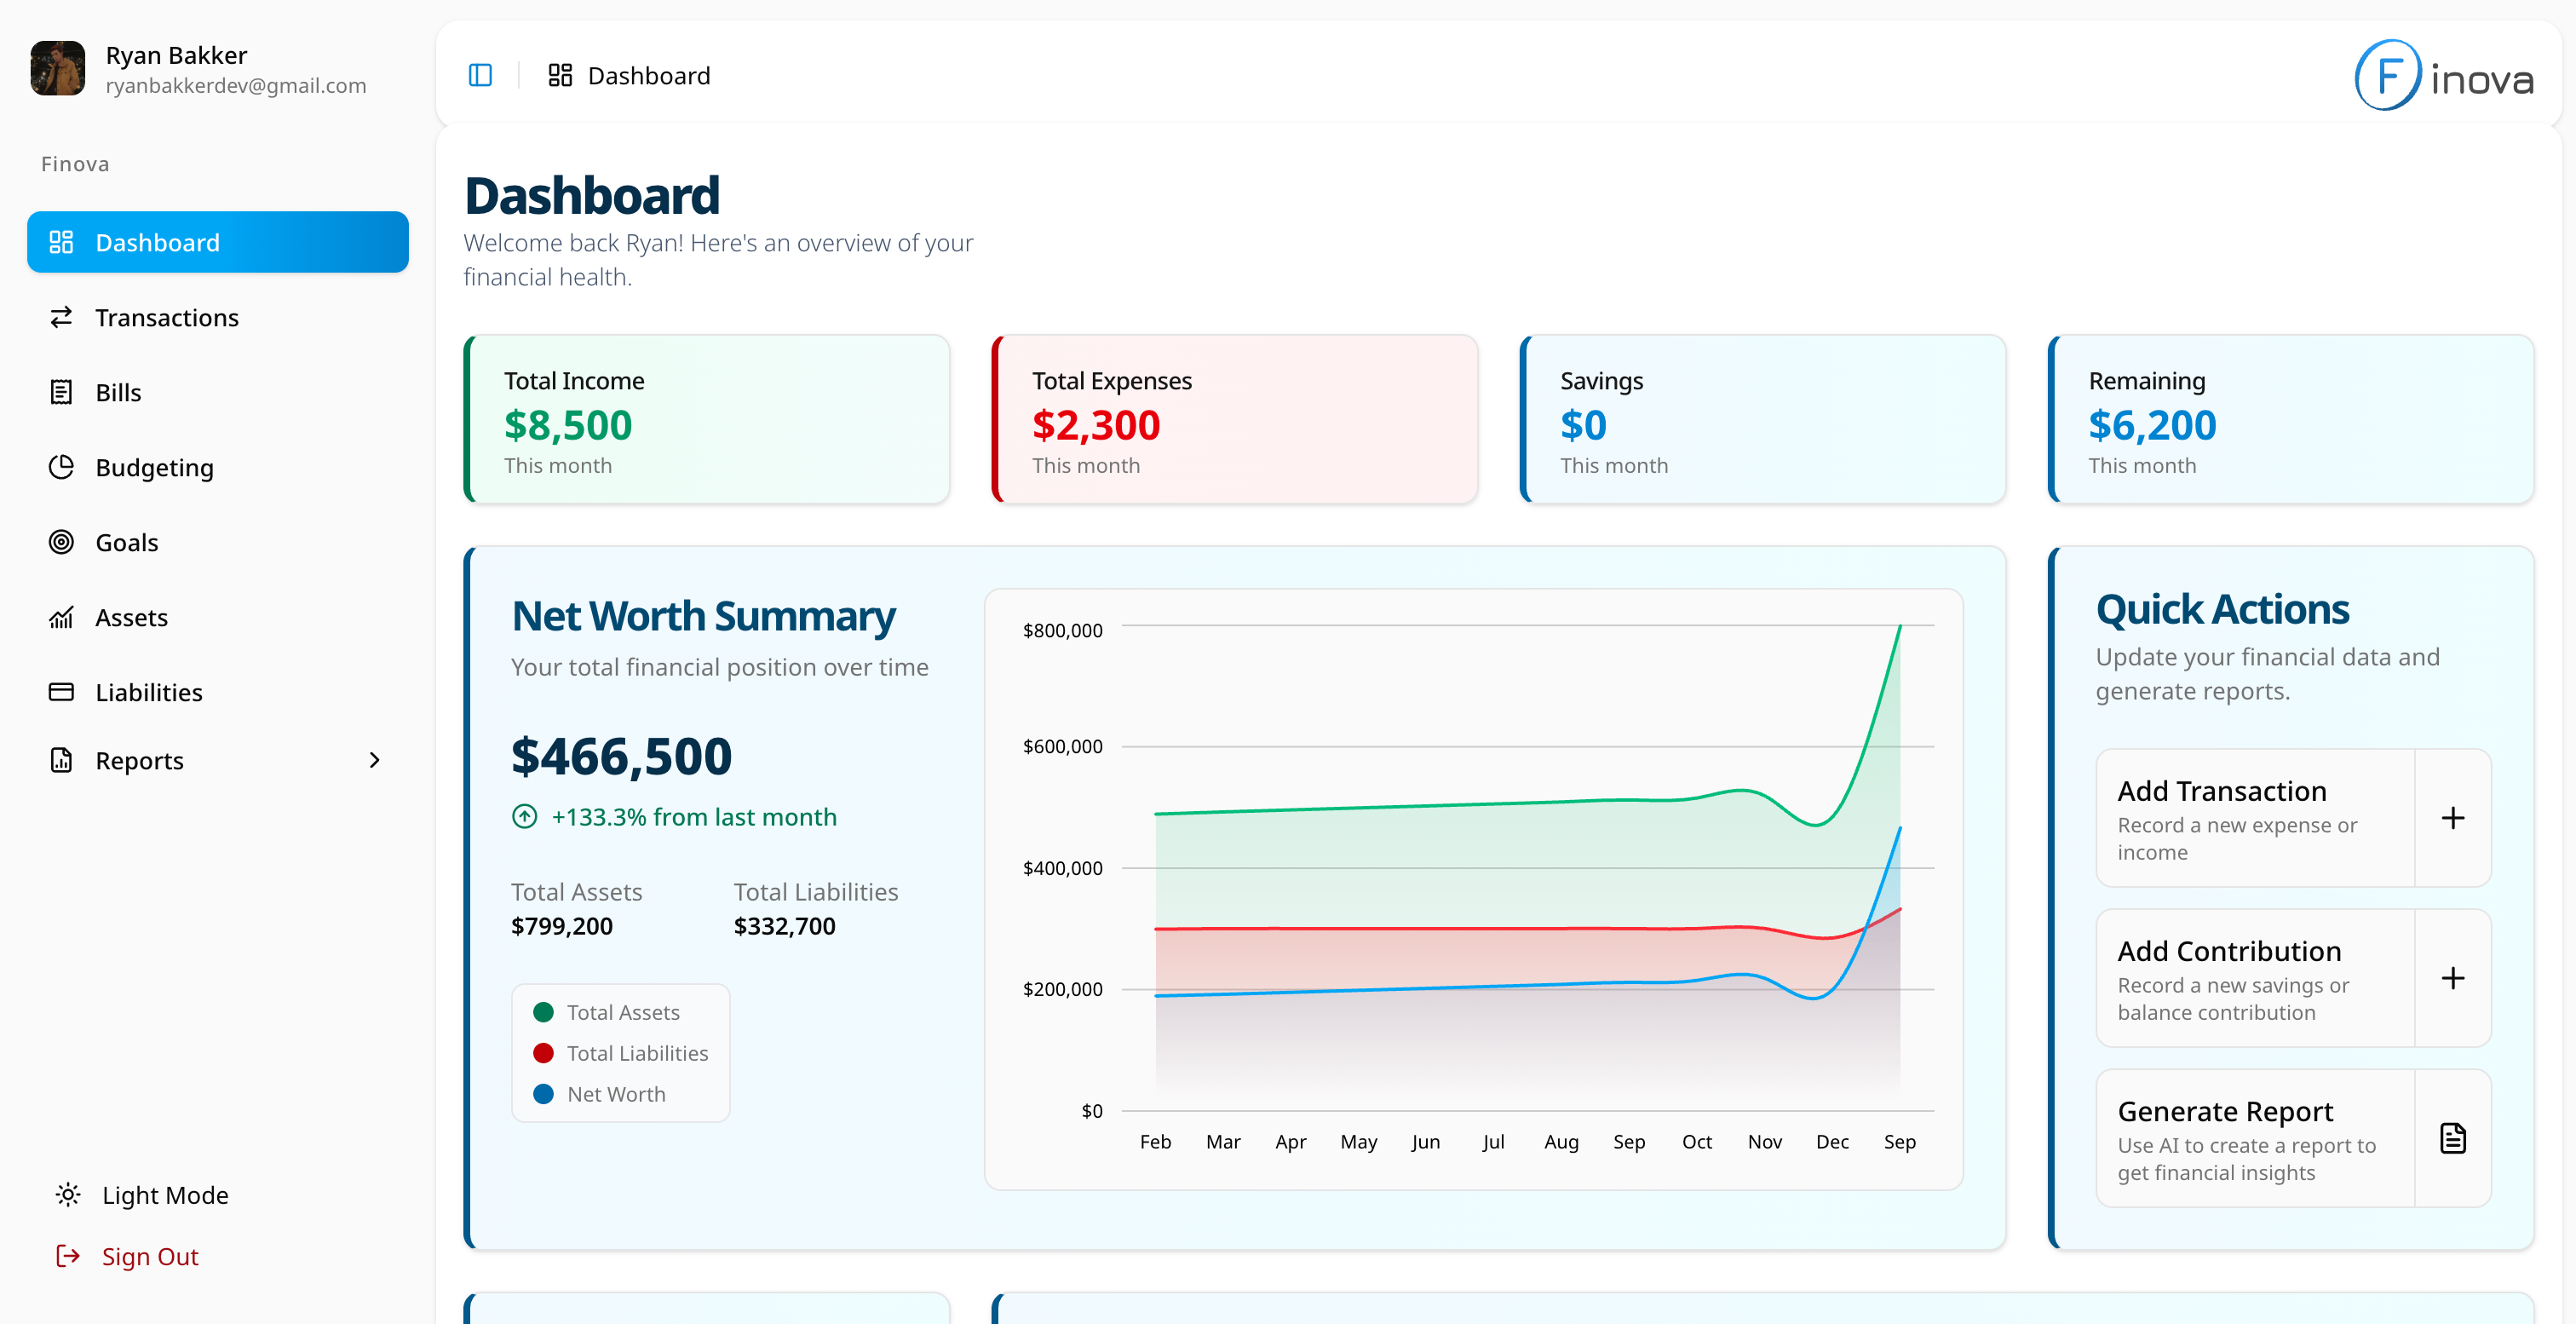 Ryan Bakker
ryanbakkerdev@gmail.com
Finova
Dashboard
Transactions
Bills
Budgeting
Goals
Assets
Liabilities
Reports
Light Mode
Sign Out
Dashboard
Finova
Dashboard
Welcome back Ryan! Here's an overview of your
financial health.
Total Income
$8,500
This month
Total Expenses
$2,300
This month
Savings
$0
This month
Remaining
$6,200
This month
Net Worth Summary
Your total financial position over time
$466,500
+133.3% from last month
Total Assets
$799,200
Total Liabilities
$332,700
Total Assets
Total Liabilities
Net Worth
$800,000
$600,000
$400,000
$200,000
$0
Feb Mar Apr May Jun Jul Aug Sep Oct Nov Dec Sep
Quick Actions
Update your financial data and
generate reports.
Add Transaction
Record a new expense or
income
Add Contribution
Record a new savings or
balance contribution
Generate Report
Use AI to create a report to
get financial insights